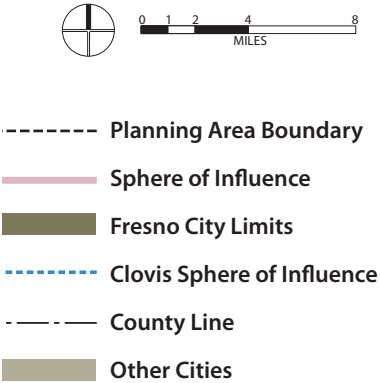 0 1 2 4 8
MILES
Planning Area Boundary
Sphere of Influence
Fresno City Limits
Clovis Sphere of Influence
County Line
Other Cities